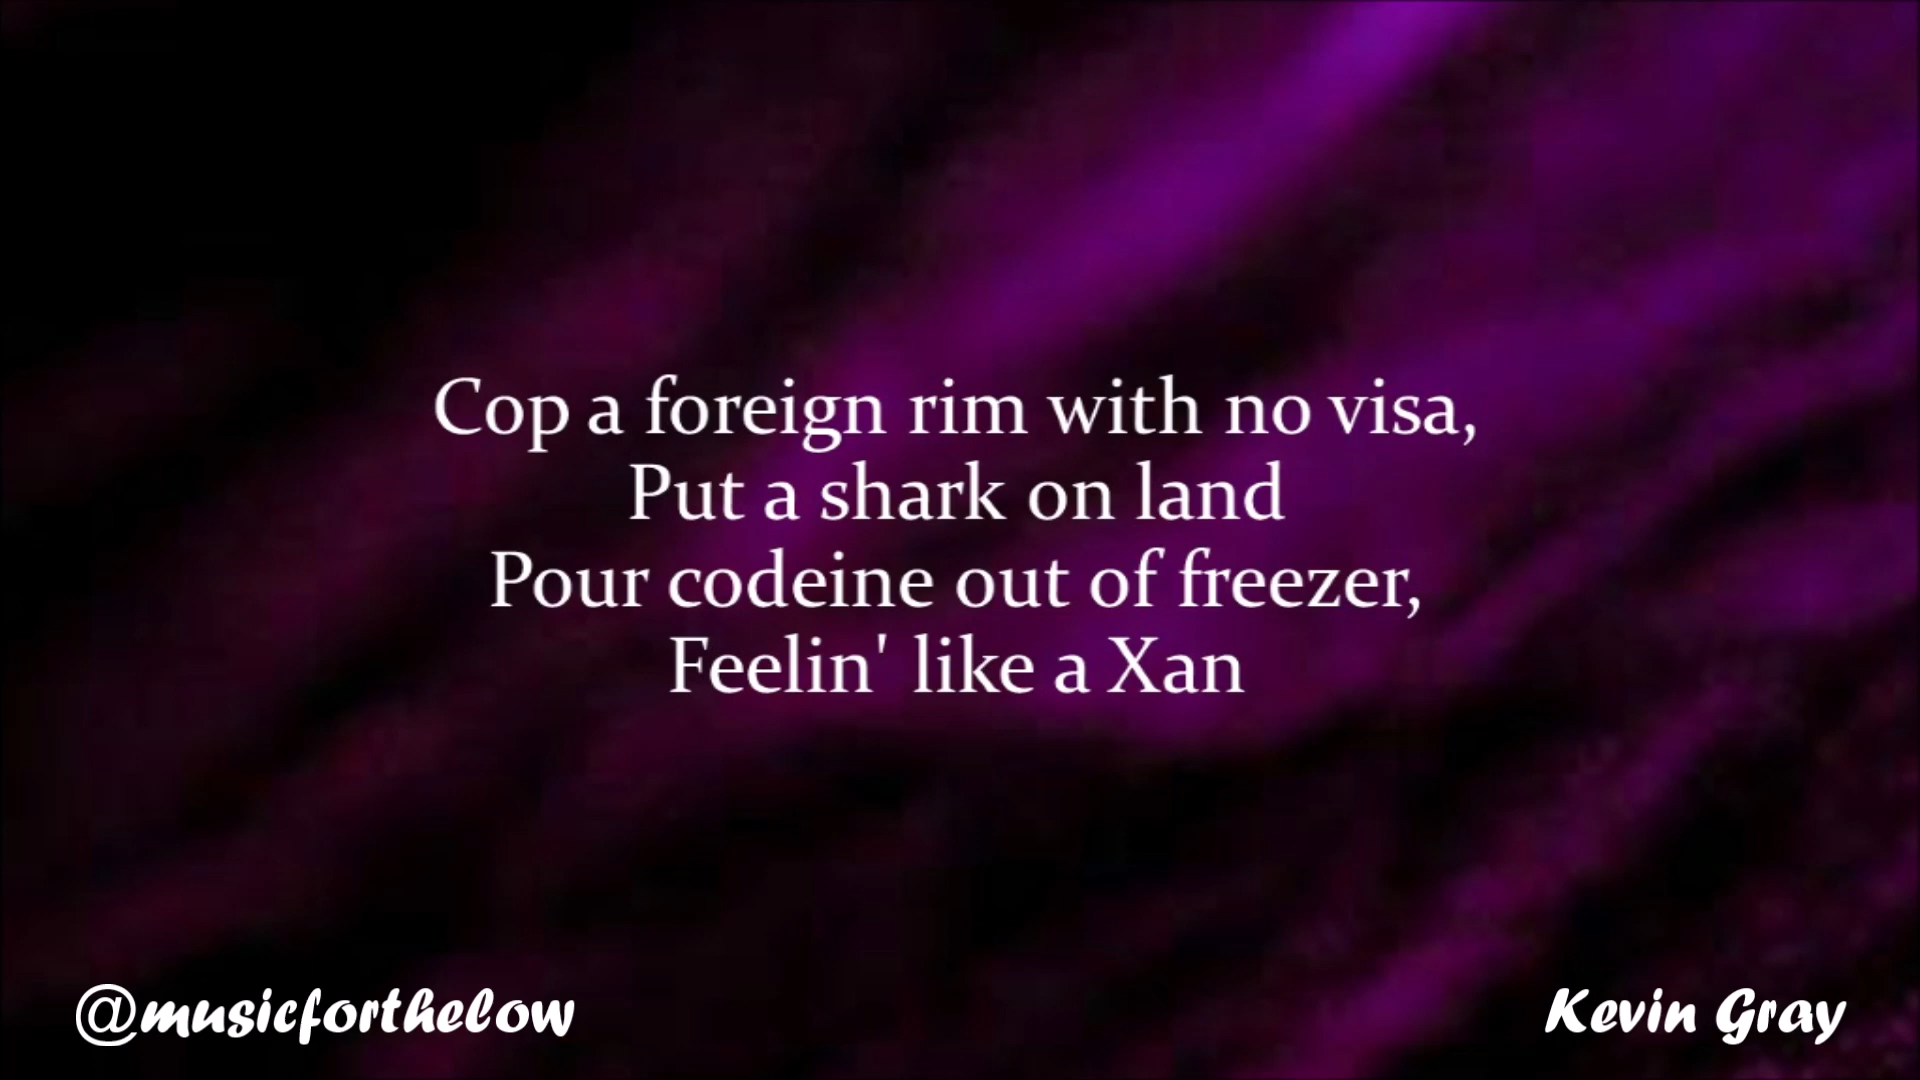 Cop a foreign rim with no visa,
Put a shark on land
Pour codeine out of freezer,
Feelin' like a Xan
@musicforthelow
Kevin Gray